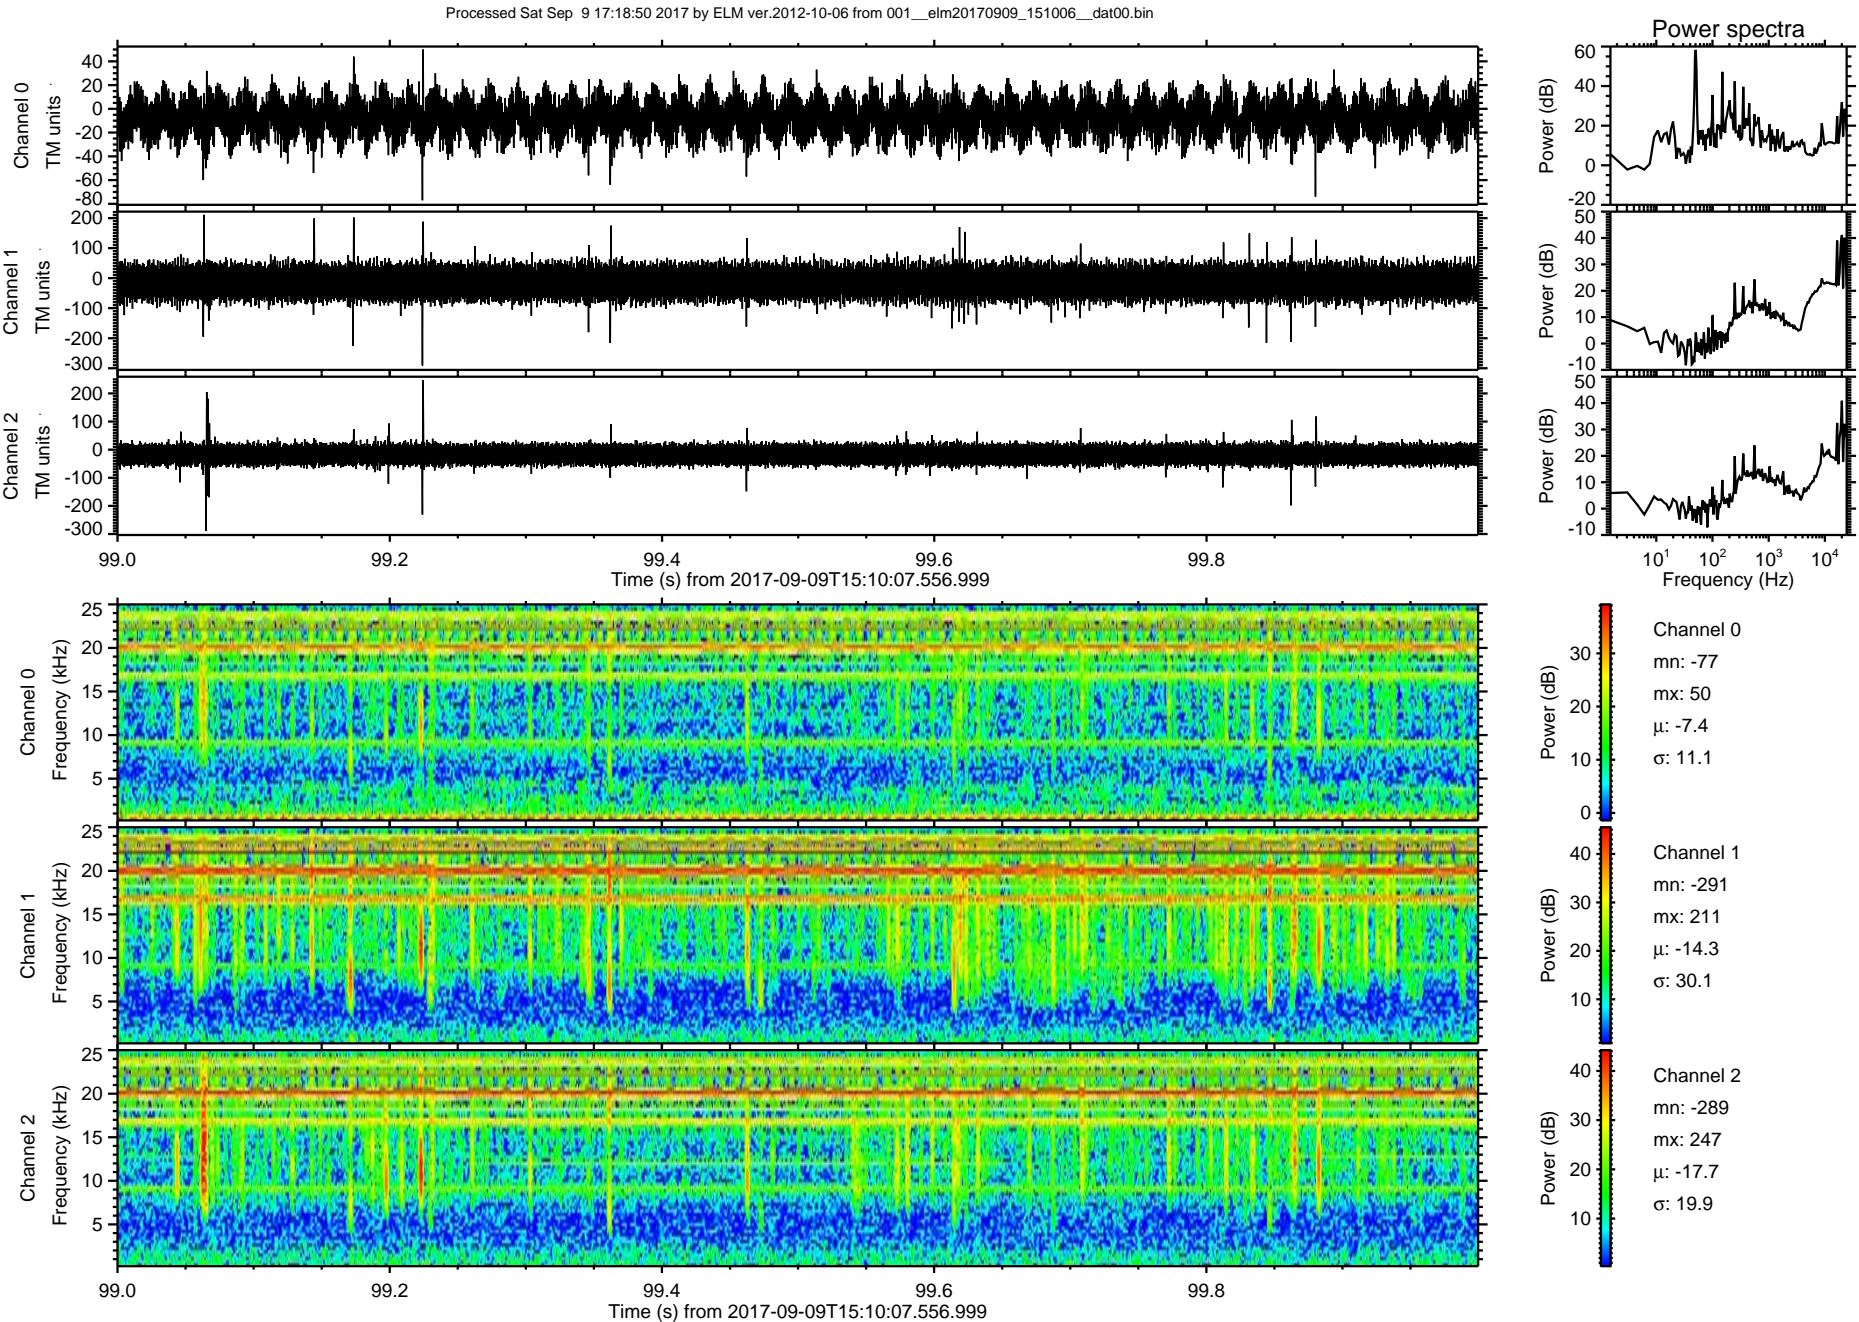 Processed Sat Sep 9 17:18:50 2017 by ELM ver.2012-10-06 from 001__elm20170909_151006__dat00.bin
Power spectra
Channel 0
TM units
40
20
0
-20
-40
-60
-80
Power (dB)
60
40
20
0
-20
Channel 1
TM units
200
100
0
-100
-200
-300
Power (dB)
50
40
30
20
10
0
-10
Channel 2
TM units
200
100
0
-100
-200
-300
Power (dB)
50
40
30
20
10
0
-10
99.0 99.2 99.4 99.6 99.8
Time (s) from 2017-09-09T15:10:07.556.999
10^1 10^2 10^3 10^4
Frequency (Hz)
Channel 0
Frequency (kHz)
25
20
15
10
5
Power (dB)
30
20
10
0
Channel 0
mn: -77
mx: 50
μ: -7.4
σ: 11.1
Channel 1
Frequency (kHz)
25
20
15
10
5
Power (dB)
40
30
20
10
Channel 1
mn: -291
mx: 211
μ: -14.3
σ: 30.1
Channel 2
Frequency (kHz)
25
20
15
10
5
Power (dB)
40
30
20
10
Channel 2
mn: -289
mx: 247
μ: -17.7
σ: 19.9
99.0 99.2 99.4 99.6 99.8
Time (s) from 2017-09-09T15:10:07.556.999